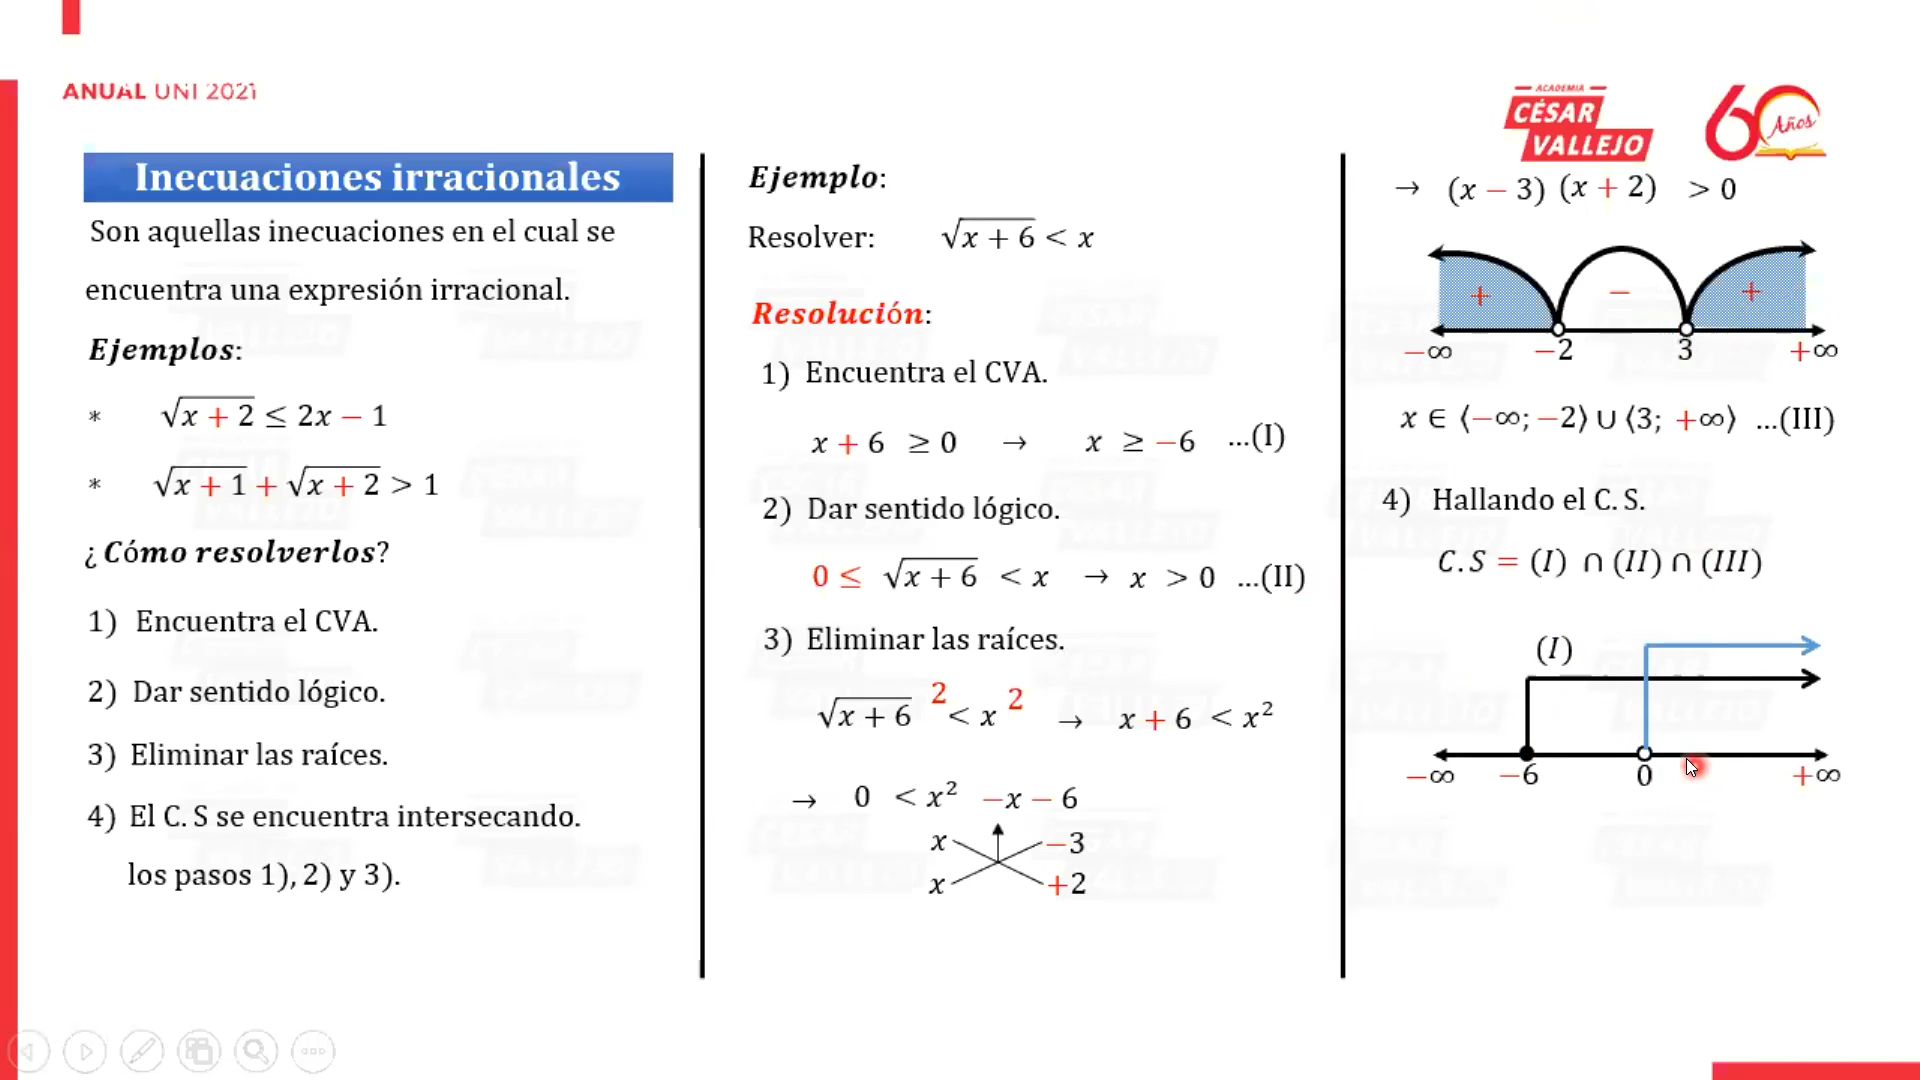 ANUAL UNI 2021
ACADEMIA
CÉSAR
VALLEJO
60 Años
Inecuaciones irracionales
Son aquellas inecuaciones en el cual se
encuentra una expresión irracional.
Ejemplos:
* √(x + 2) ≤ 2x − 1
* √(x + 1) + √(x + 2) > 1
¿Cómo resolverlos?
1) Encuentra el CVA.
2) Dar sentido lógico.
3) Eliminar las raíces.
4) El C. S se encuentra intersecando.
los pasos 1), 2) y 3).
Ejemplo:
Resolver: √(x + 6) < x
Resolución:
1) Encuentra el CVA.
x + 6 ≥ 0 → x ≥ −6 ...(I)
2) Dar sentido lógico.
0 ≤ √(x + 6) < x → x > 0 ...(II)
3) Eliminar las raíces.
√(x + 6) ² < x ² → x + 6 < x²
→ 0 < x² −x − 6
x −3
x +2
→ (x − 3) (x + 2) > 0
+ − +
−∞ −2 3 +∞
x ∈ ⟨−∞; −2⟩ ∪ ⟨3; +∞⟩ ...(III)
4) Hallando el C. S.
C.S = (I) ∩ (II) ∩ (III)
(I)
−∞ −6 0 +∞